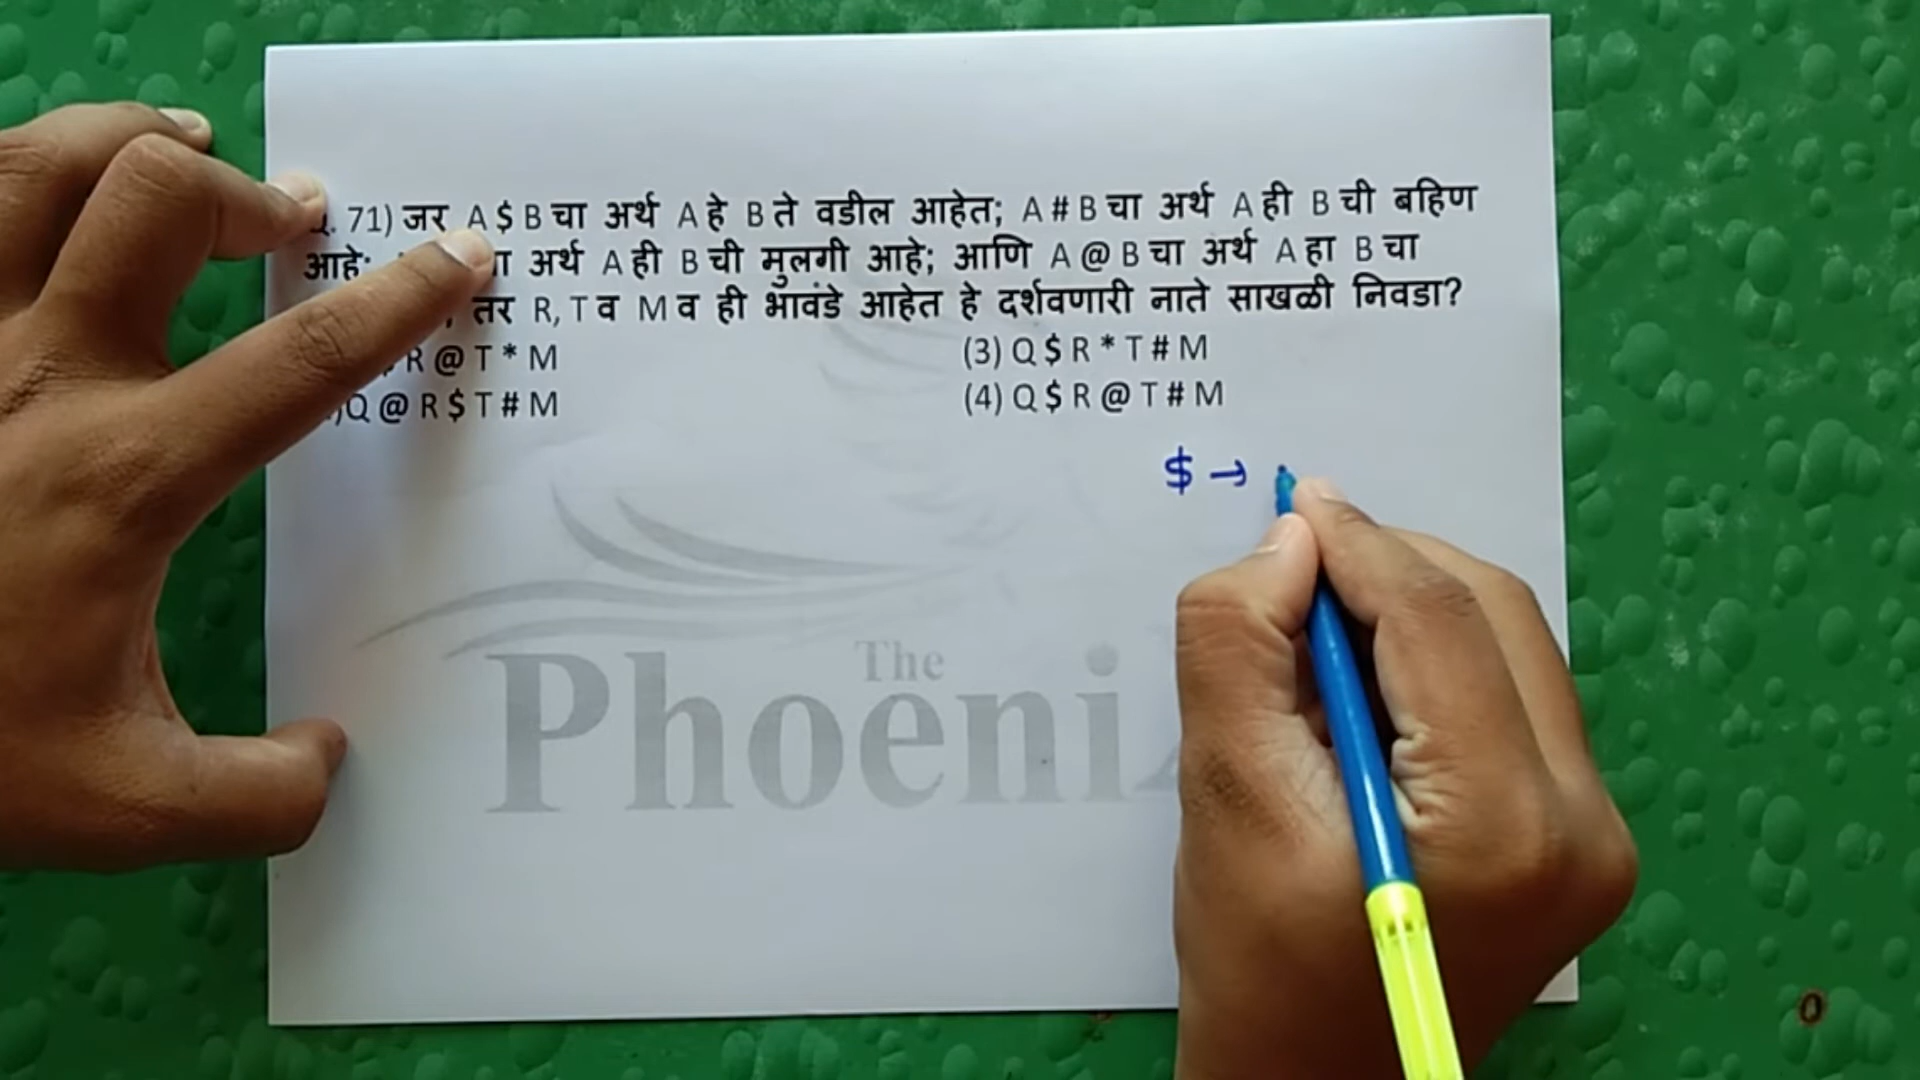 . 71) जर A $ B चा अर्थ A हे B ते वडील आहेत; A # B चा अर्थ A ही B ची बहिण
आहे; अर्थ A ही B ची मुलगी आहे; आणि A @ B चा अर्थ A हा B चा
, तर R, T व M व ही भावंडे आहेत हे दर्शवणारी नाते साखळी निवडा?
R @ T * M
(3) Q $ R * T # M
)Q @ R $ T # M
(4) Q $ R @ T # M
$ →
The
Phoeni